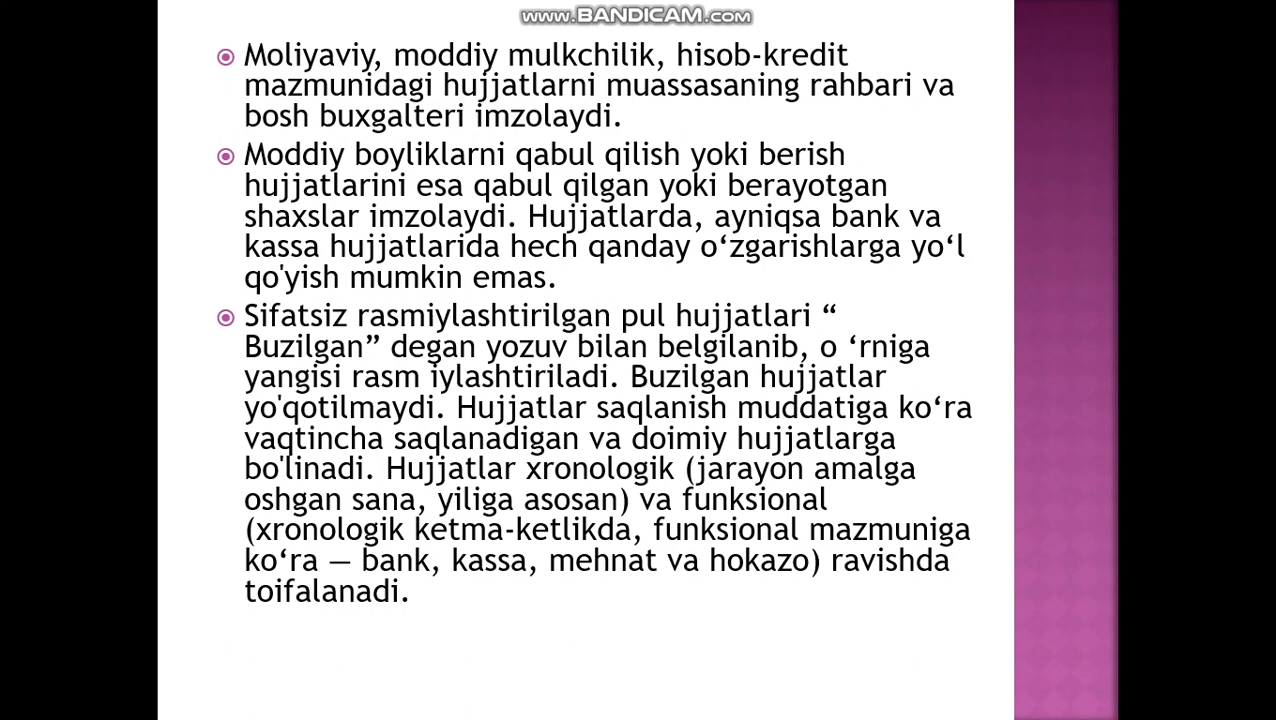 www.BANDICAM.com
Moliyaviy, moddiy mulkchilik, hisob-kredit
mazmunidagi hujjatlarni muassasaning rahbari va
bosh buxgalteri imzolaydi.
Moddiy boyliklarni qabul qilish yoki berish
hujjatlarini esa qabul qilgan yoki berayotgan
shaxslar imzolaydi. Hujjatlarda, ayniqsa bank va
kassa hujjatlarida hech qanday o‘zgarishlarga yo‘l
qo'yish mumkin emas.
Sifatsiz rasmiylashtirilgan pul hujjatlari “
Buzilgan” degan yozuv bilan belgilanib, o ‘rniga
yangisi rasm iylashtiriladi. Buzilgan hujjatlar
yo'qotilmaydi. Hujjatlar saqlanish muddatiga ko‘ra
vaqtincha saqlanadigan va doimiy hujjatlarga
bo'linadi. Hujjatlar xronologik (jarayon amalga
oshgan sana, yiliga asosan) va funksional
(xronologik ketma-ketlikda, funksional mazmuniga
ko‘ra — bank, kassa, mehnat va hokazo) ravishda
toifalanadi.